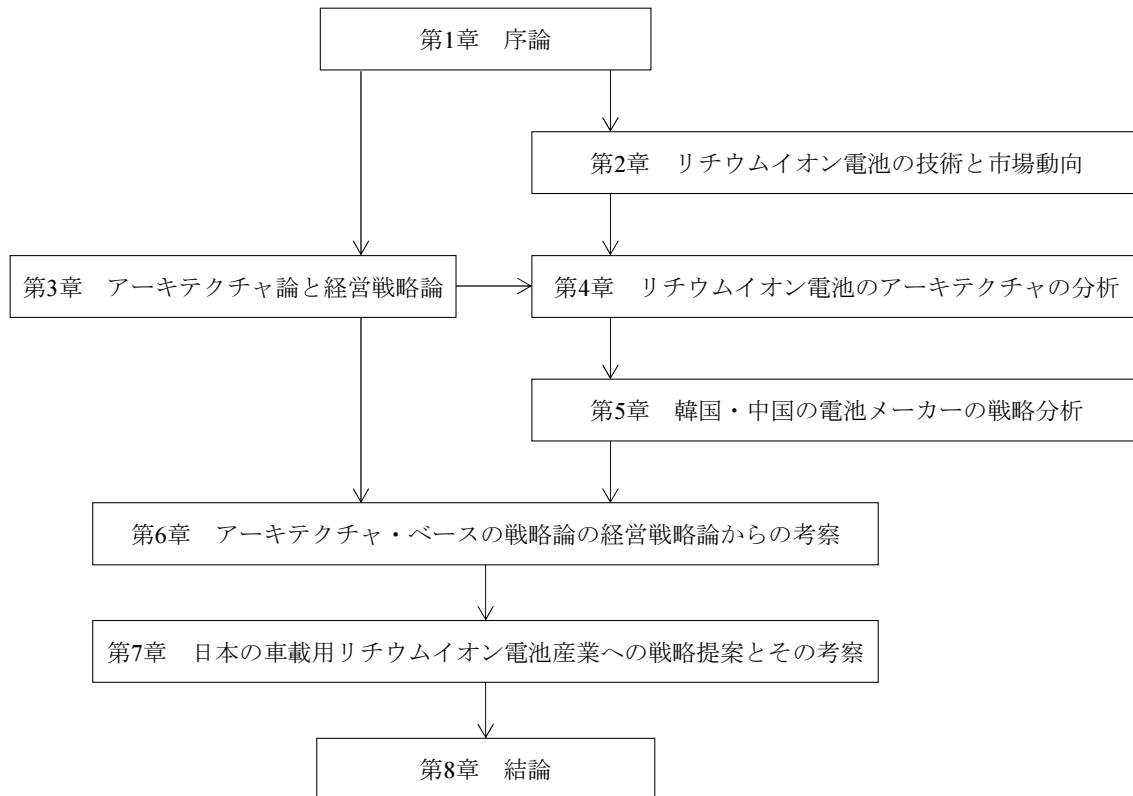 第1章　序論
第2章　リチウムイオン電池の技術と市場動向
第3章　アーキテクチャ論と経営戦略論
第4章　リチウムイオン電池のアーキテクチャの分析
第5章　韓国・中国の電池メーカーの戦略分析
第6章　アーキテクチャ・ベースの戦略論の経営戦略論からの考察
第7章　日本の車載用リチウムイオン電池産業への戦略提案とその考察
第8章　結論